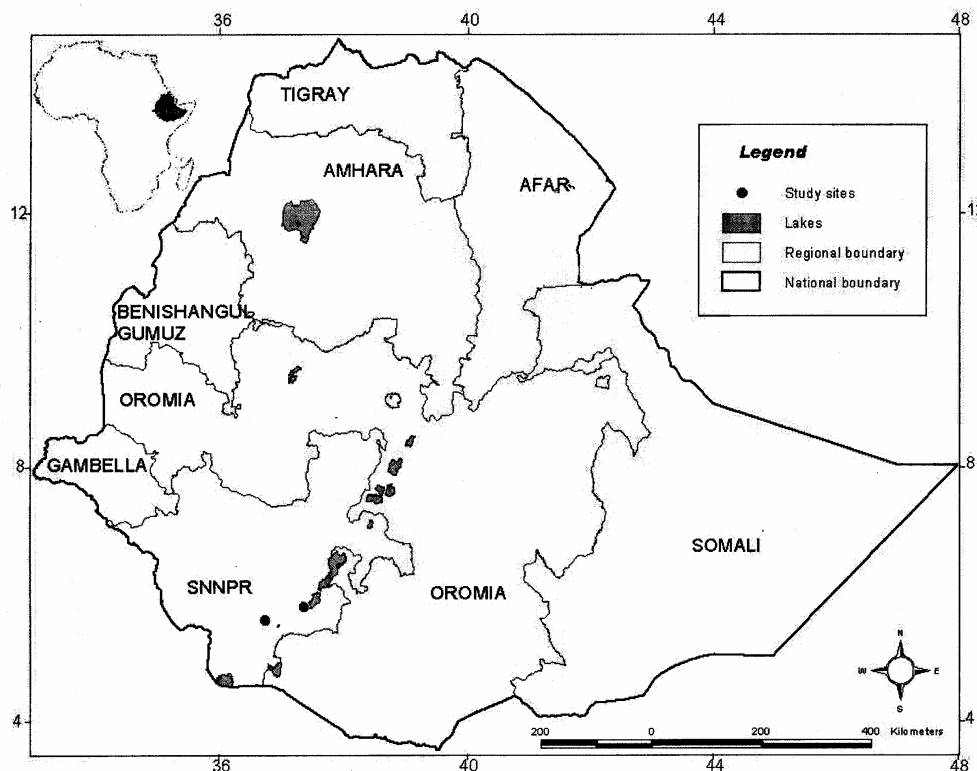 36
40
44
48
TIGRAY
AMHARA
AFAR
Legend
Study sites
Lakes
Regional boundary
National boundary
12
BENISHANGUL
GUMUZ
OROMIA
8
8
GAMBELLA
SOMALI
SNNPR
OROMIA
N
W
E
S
4
4
200
0
200
400
Kilometers
36
40
44
48